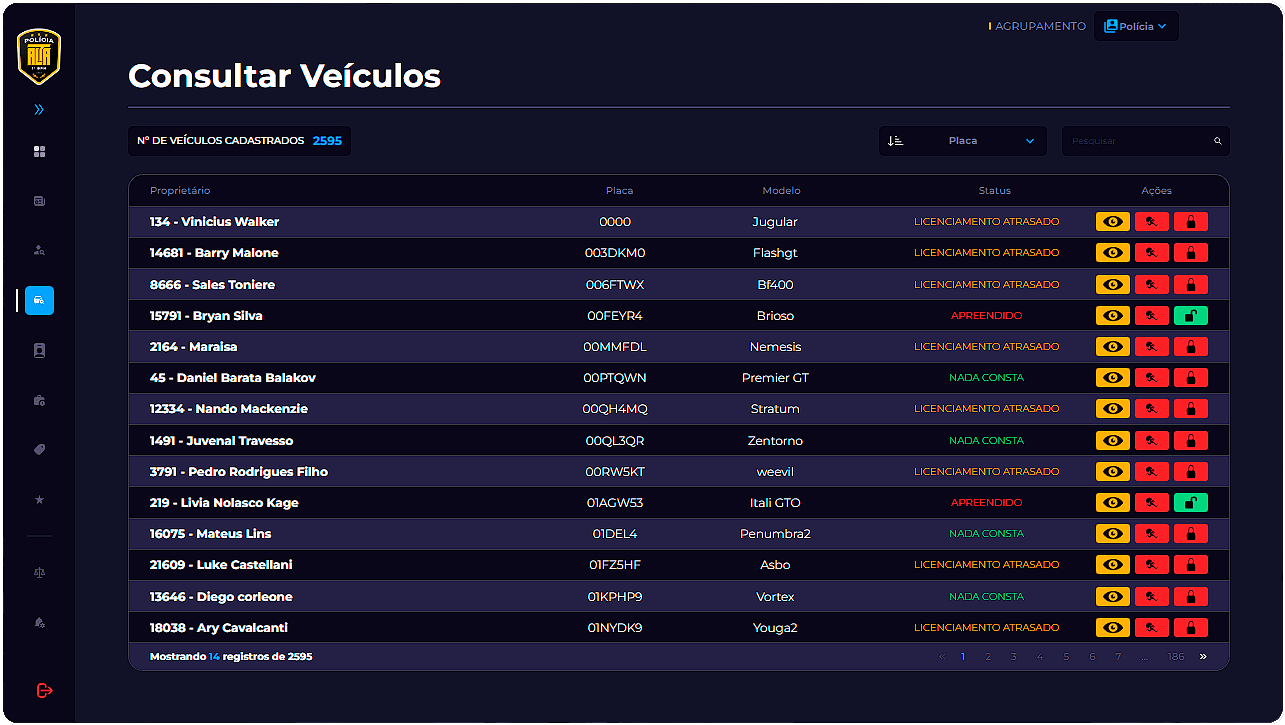 AGRUPAMENTO Polícia
POLÍCIA
ALTA
Consultar Veículos
Nº DE VEÍCULOS CADASTRADOS 2595
Placa
Pesquisar
Proprietário Placa Modelo Status Ações
134 - Vinicius Walker 0000 Jugular LICENCIAMENTO ATRASADO
14681 - Barry Malone 003DKM0 Flashgt LICENCIAMENTO ATRASADO
8666 - Sales Toniere 006FTWX Bf400 LICENCIAMENTO ATRASADO
15791 - Bryan Silva 00FEYR4 Brioso APREENDIDO
2164 - Maraisa 00MMFDL Nemesis LICENCIAMENTO ATRASADO
45 - Daniel Barata Balakov 00PTQWN Premier GT NADA CONSTA
12334 - Nando Mackenzie 00QH4MQ Stratum LICENCIAMENTO ATRASADO
1491 - Juvenal Travesso 00QL3QR Zentorno NADA CONSTA
3791 - Pedro Rodrigues Filho 00RW5KT weevil LICENCIAMENTO ATRASADO
219 - Livia Nolasco Kage 01AGW53 Itali GTO APREENDIDO
16075 - Mateus Lins 01DEL4 Penumbra2 NADA CONSTA
21609 - Luke Castellani 01FZ5HF Asbo LICENCIAMENTO ATRASADO
13646 - Diego corleone 01KPHP9 Vortex NADA CONSTA
18038 - Ary Cavalcanti 01NYDK9 Youga2 LICENCIAMENTO ATRASADO
Mostrando 14 registros de 2595 « 1 2 3 4 5 6 7 ... 186 »